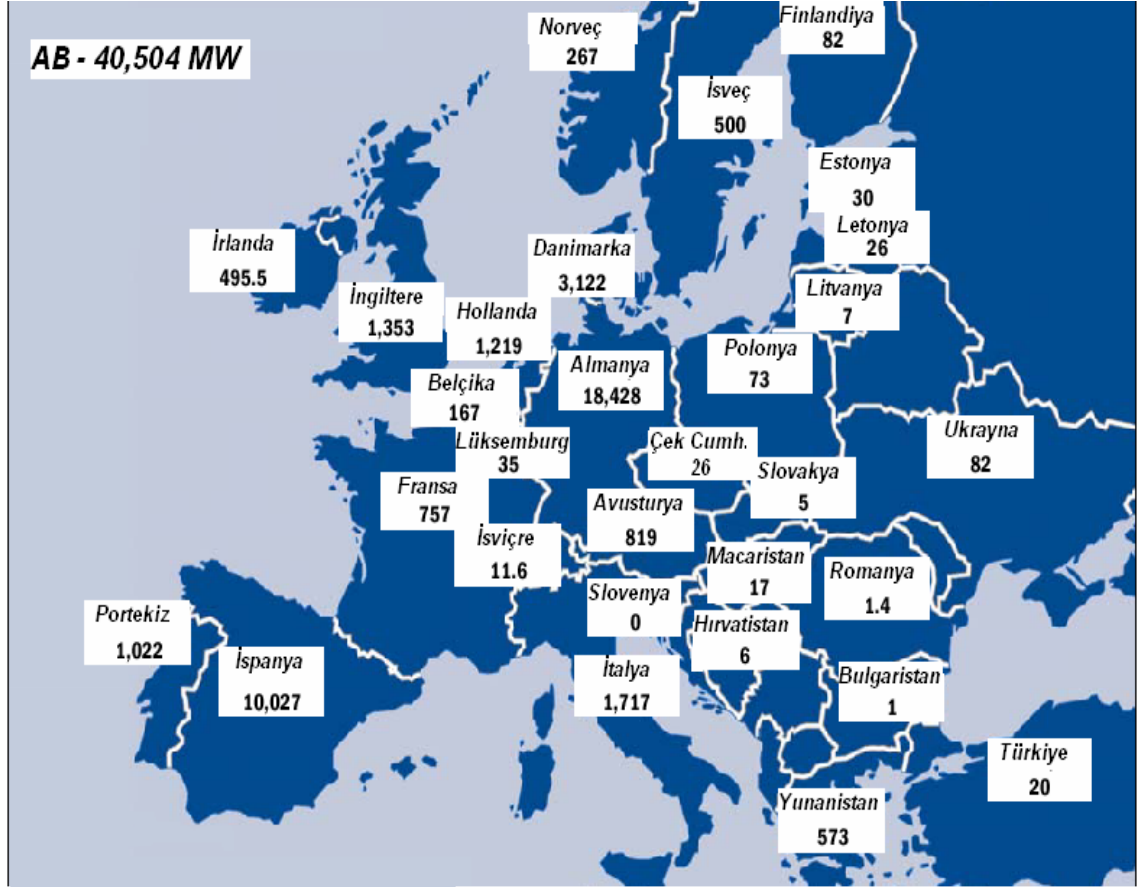 AB - 40,504 MW
Norveç
267
Finlandiya
82
İsveç
500
Estonya
30
Letonya
26
İrlanda
495.5
Danimarka
3,122
İngiltere
1,353
Litvanya
7
Hollanda
1,219
Polonya
73
Almanya
18,428
Belçika
167
Lüksemburg
35
Çek Cumh.
26
Ukrayna
82
Slovakya
5
Fransa
757
Avusturya
819
İsviçre
11.6
Macaristan
17
Romanya
1.4
Slovenya
0
Portekiz
1,022
Hırvatistan
6
İspanya
10,027
İtalya
1,717
Bulgaristan
1
Türkiye
20
Yunanistan
573